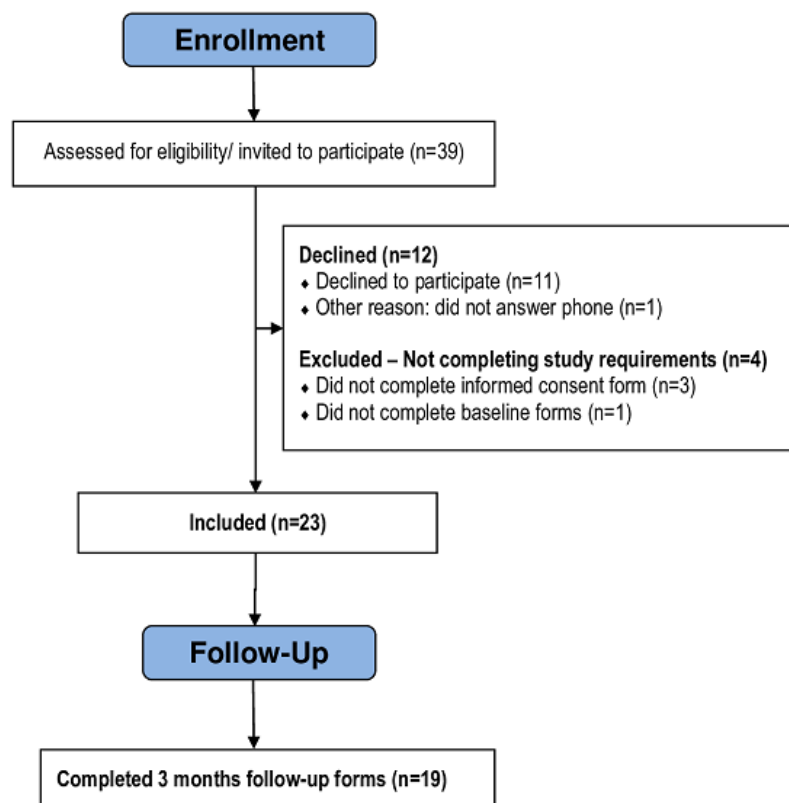 Enrollment
Assessed for eligibility/ invited to participate (n=39)
Declined (n=12)
♦ Declined to participate (n=11)
♦ Other reason: did not answer phone (n=1)
Excluded – Not completing study requirements (n=4)
♦ Did not complete informed consent form (n=3)
♦ Did not complete baseline forms (n=1)
Included (n=23)
Follow-Up
Completed 3 months follow-up forms (n=19)